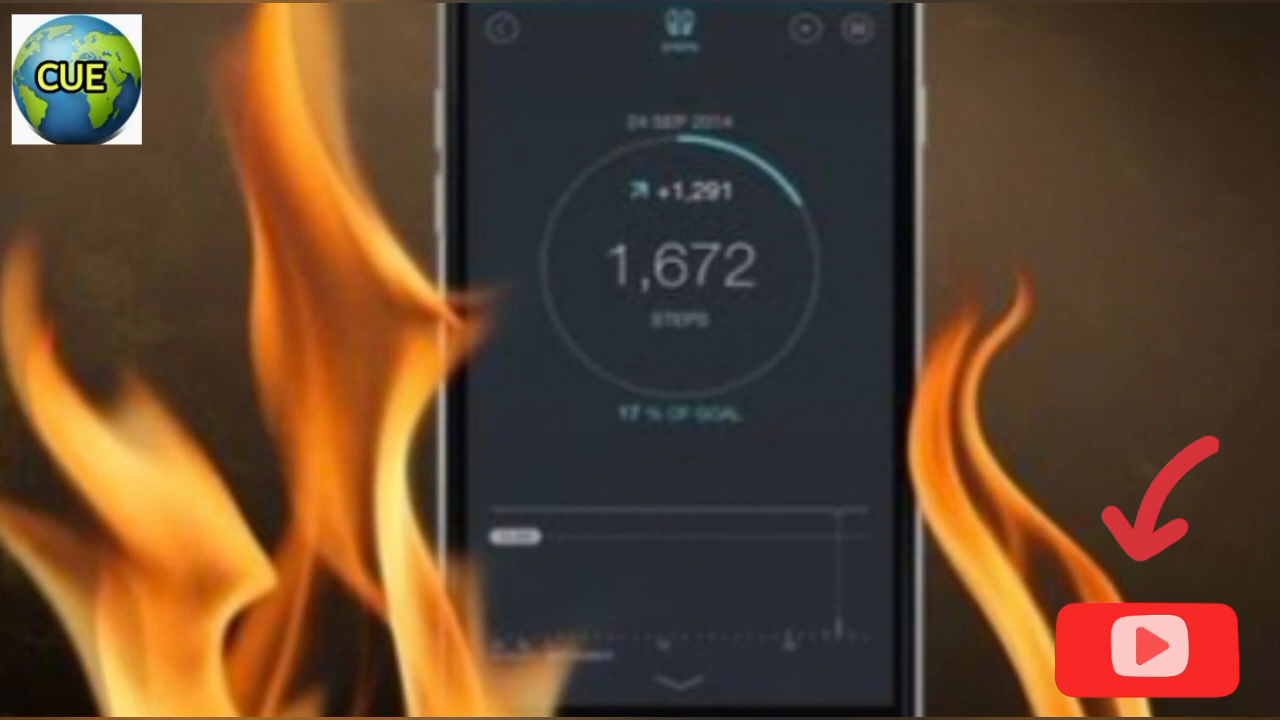 CUE
24 SEP 2014
+1,291
1,672
STEPS
17 % OF GOAL